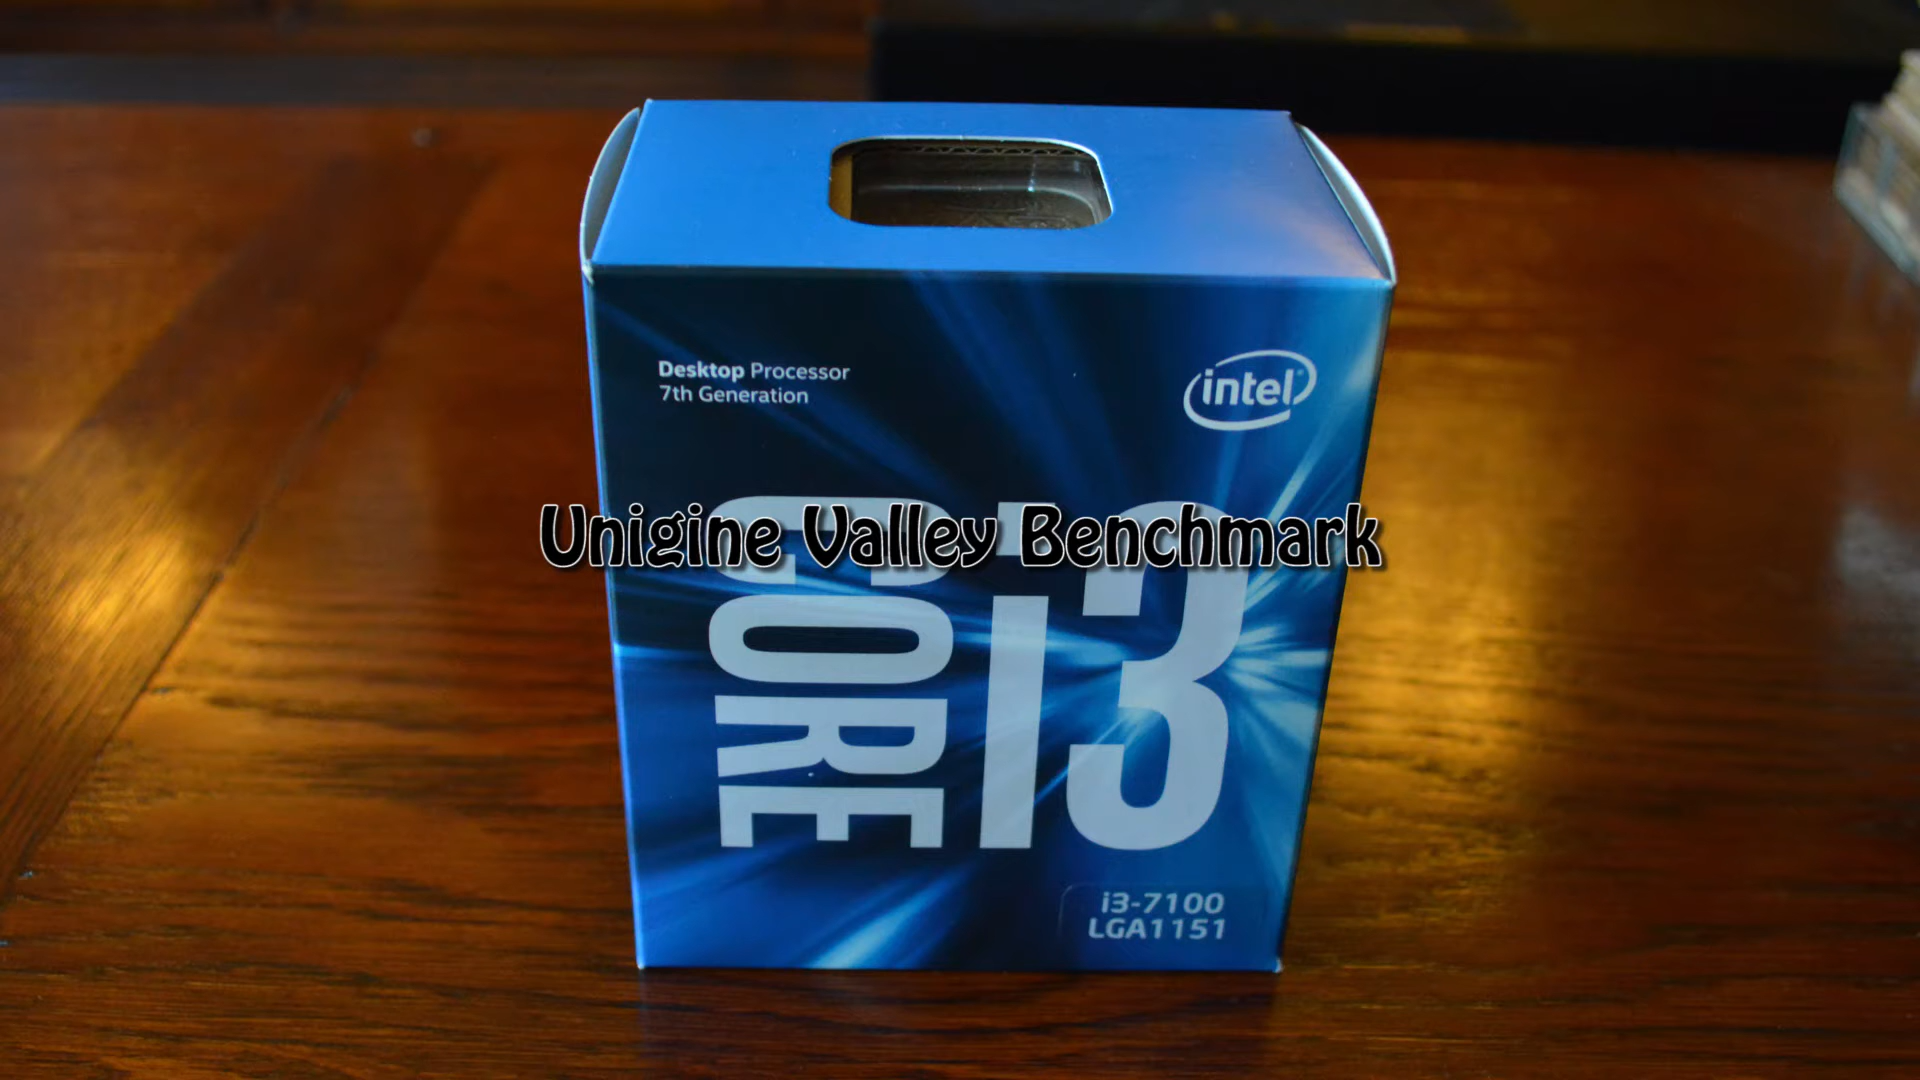 Desktop Processor
7th Generation
intel
Unigine Valley Benchmark
CORE i3
i3-7100
LGA1151